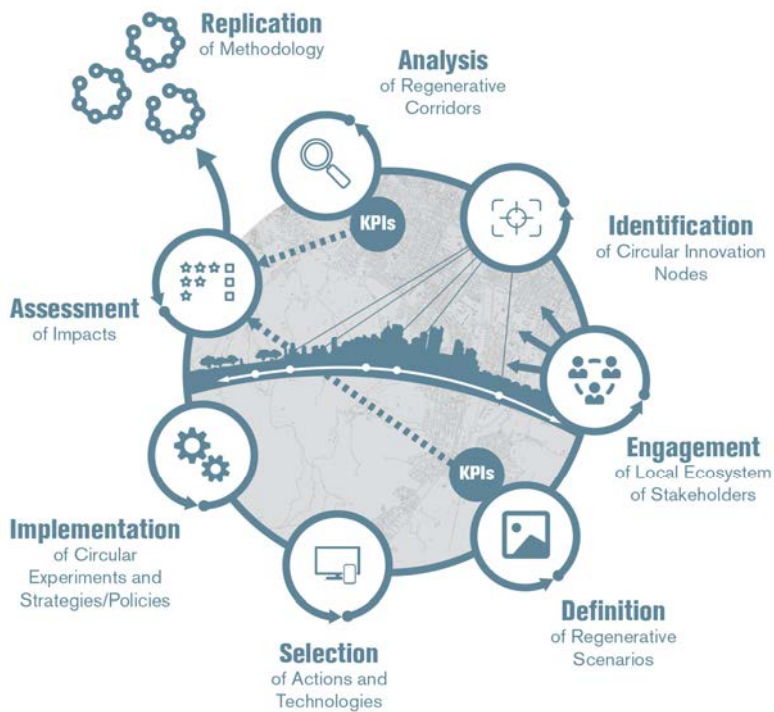 Replication
of Methodology
Analysis
of Regenerative
Corridors
KPIs
Identification
of Circular Innovation
Nodes
Assessment
of Impacts
Engagement
of Local Ecosystem
of Stakeholders
KPIs
Implementation
of Circular
Experiments and
Strategies/Policies
Definition
of Regenerative
Scenarios
Selection
of Actions and
Technologies